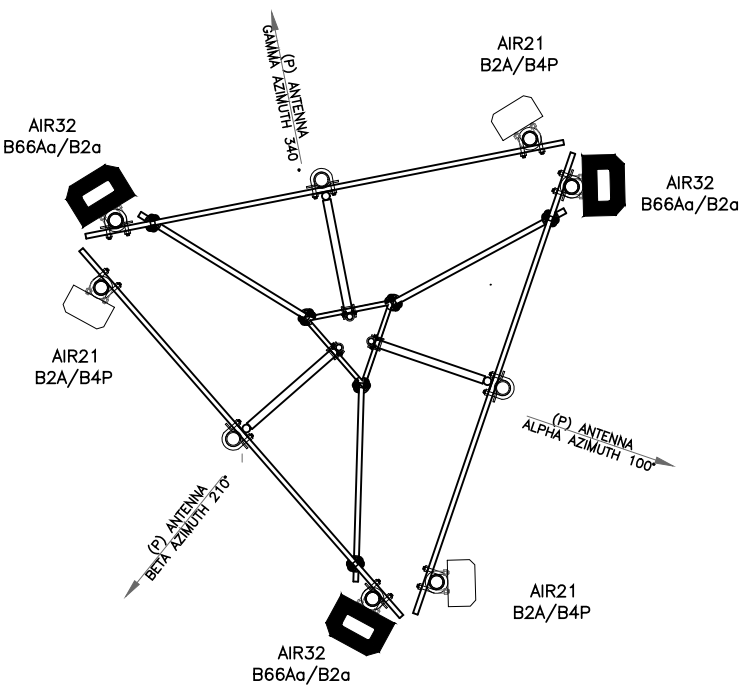 AIR21
B2A/B4P
(P) ANTENNA
GAMMA AZIMUTH 340°
AIR32
B66Aa/B2a
AIR32
B66Aa/B2a
AIR21
B2A/B4P
(P) ANTENNA
ALPHA AZIMUTH 100°
(P) ANTENNA
BETA AZIMUTH 210°
AIR21
B2A/B4P
AIR32
B66Aa/B2a